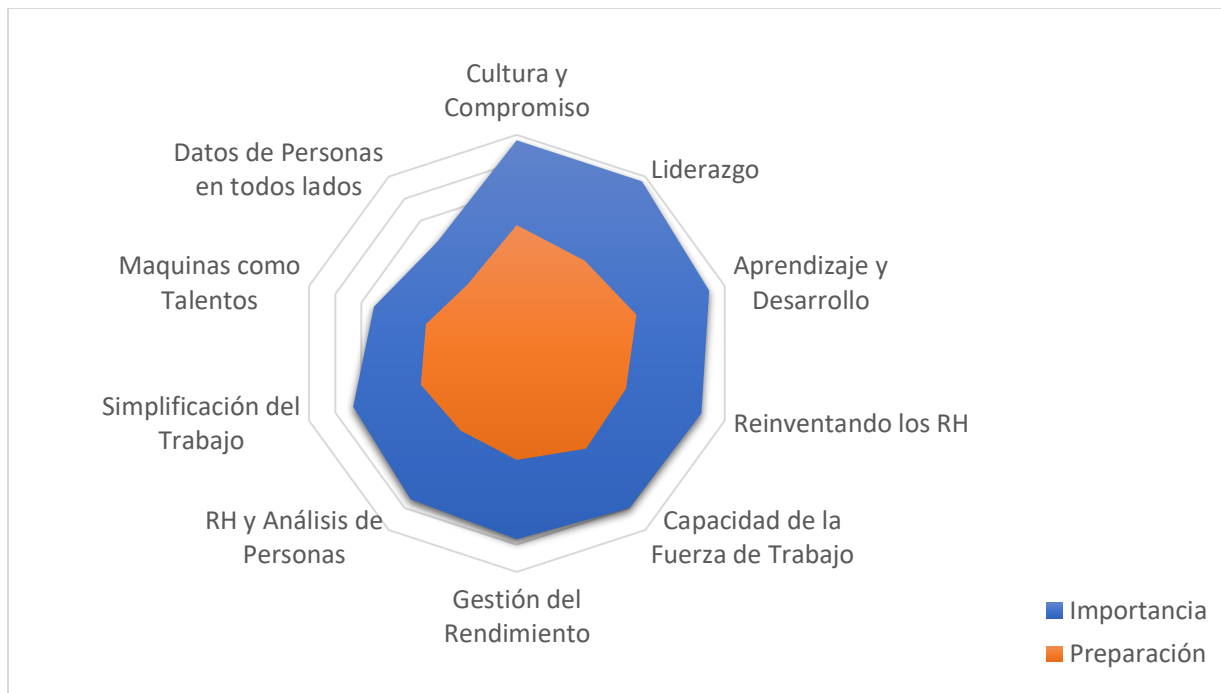 Cultura y
Compromiso
Liderazgo
Aprendizaje y
Desarrollo
Reinventando los RH
Capacidad de la
Fuerza de Trabajo
Gestión del
Rendimiento
RH y Análisis de
Personas
Simplificación del
Trabajo
Maquinas como
Talentos
Datos de Personas
en todos lados
Importancia
Preparación